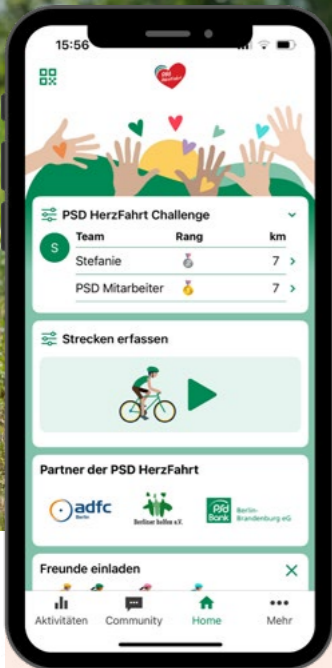 15:56
PSD HerzFahrt Challenge
Team Rang km
S
Stefanie 7
PSD Mitarbeiter 7
Strecken erfassen
Partner der PSD HerzFahrt
adfc
Berlin
Berliner helfen e.V.
PSD Bank
Berlin-
Brandenburg eG
Freunde einladen
Aktivitäten Community Home Mehr